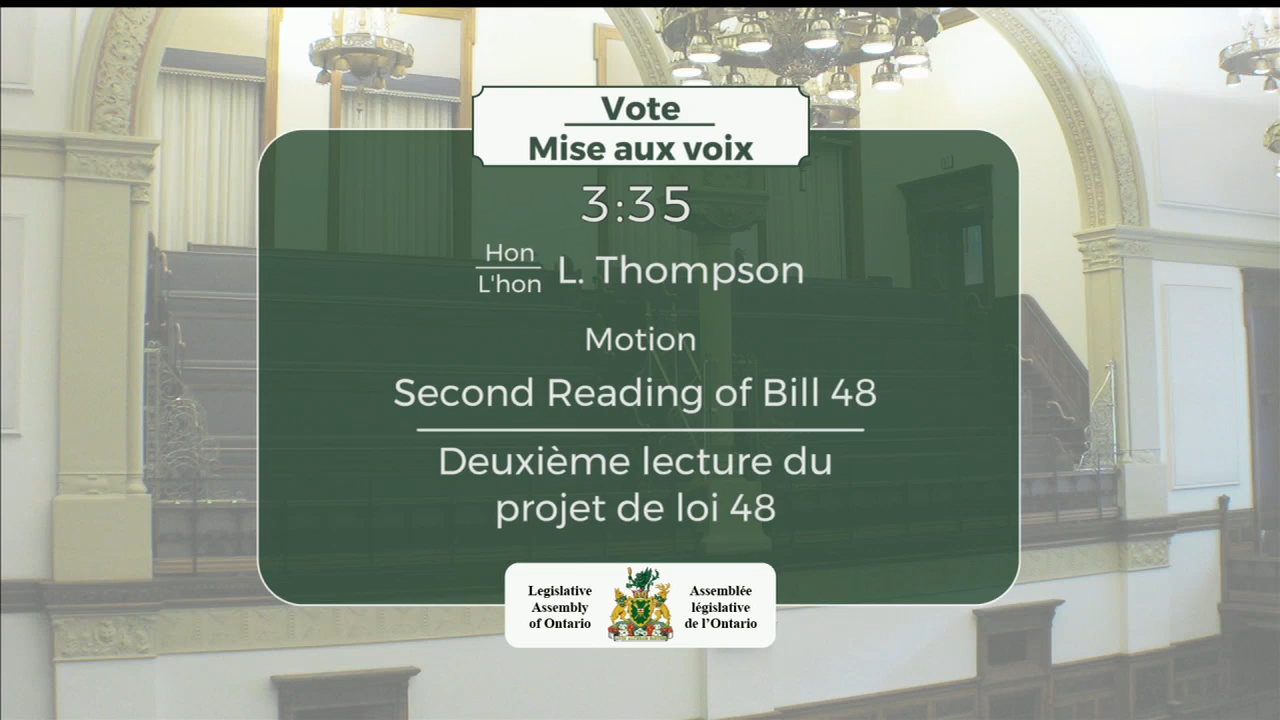 Vote
Mise aux voix
3:35
Hon
L'hon
L. Thompson
Motion
Second Reading of Bill 48
Deuxième lecture du
projet de loi 48
Legislative
Assembly
of Ontario
Assemblée
législative
de l'Ontario